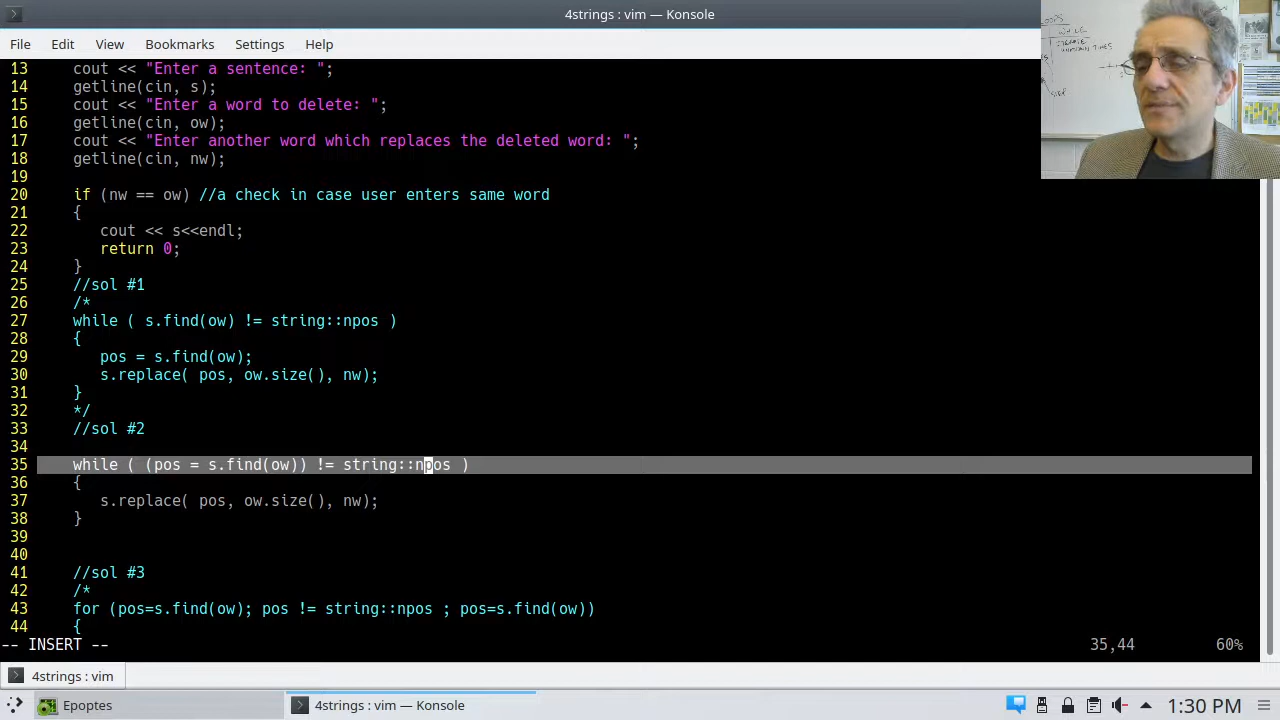 4strings : vim — Konsole
File Edit View Bookmarks Settings Help
13 cout << "Enter a sentence: ";
14 getline(cin, s);
15 cout << "Enter a word to delete: ";
16 getline(cin, ow);
17 cout << "Enter another word which replaces the deleted word: ";
18 getline(cin, nw);
19
20 if (nw == ow) //a check in case user enters same word
21 {
22 cout << s<<endl;
23 return 0;
24 }
25 //sol #1
26 /*
27 while ( s.find(ow) != string::npos )
28 {
29 pos = s.find(ow);
30 s.replace( pos, ow.size(), nw);
31 }
32 */
33 //sol #2
34
35 while ( (pos = s.find(ow)) != string::npos )
36 {
37 s.replace( pos, ow.size(), nw);
38 }
39
40
41 //sol #3
42 /*
43 for (pos=s.find(ow); pos != string::npos ; pos=s.find(ow))
44 {
-- INSERT -- 35,44 60%
4strings : vim
Epoptes 4strings : vim — Konsole 1:30 PM